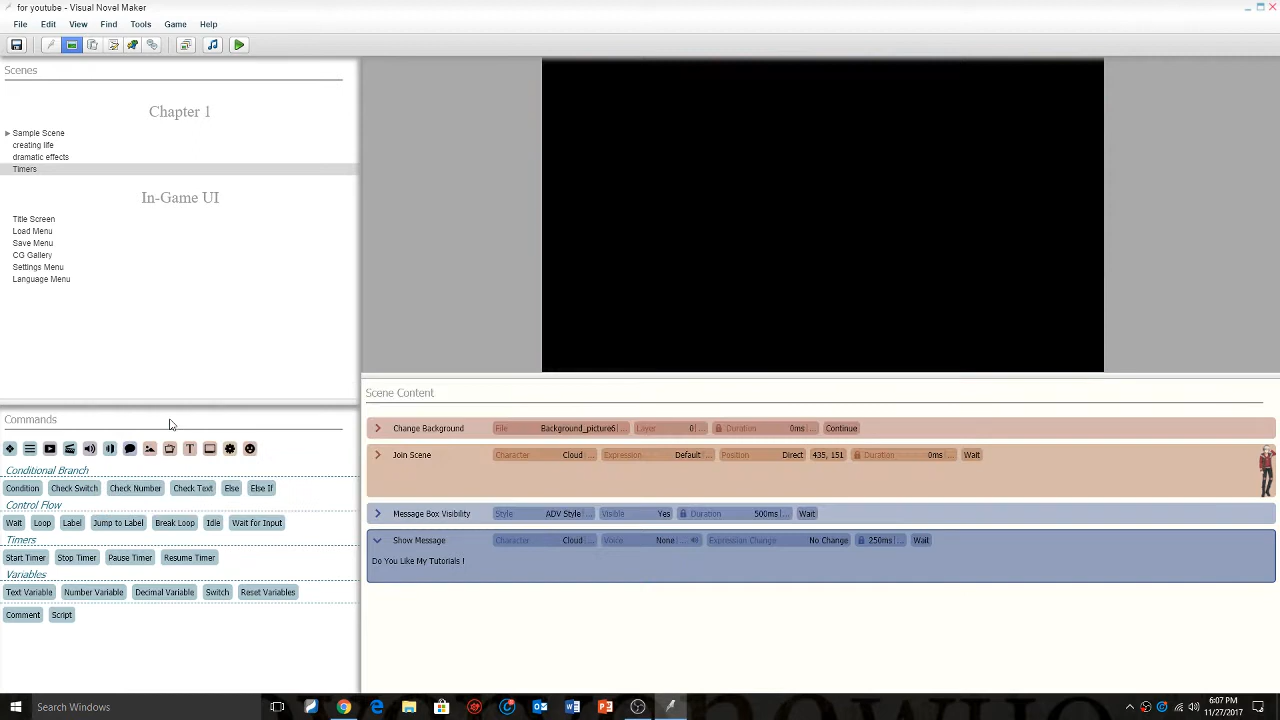 for youtube - Visual Novel Maker
File Edit View Find Tools Game Help
Scenes
Chapter 1
Sample Scene
creating life
dramatic effects
Timers
In-Game UI
Title Screen
Load Menu
Save Menu
CG Gallery
Settings Menu
Language Menu
Commands
Conditional Branch
Condition Check Switch Check Number Check Text Else Else If
Control Flow
Wait Loop Label Jump to Label Break Loop Idle Wait for Input
Timers
Start Timer Stop Timer Pause Timer Resume Timer
Variables
Text Variable Number Variable Decimal Variable Switch Reset Variables
Comment Script
Scene Content
Change Background File Background_picture6 ... Layer 0 ... Duration 0ms ... Continue
Join Scene Character Cloud ... Expression Default ... Position Direct 435, 151 Duration 0ms ... Wait
Message Box Visibility Style ADV Style ... Visible Yes Duration 500ms ... Wait
Show Message Character Cloud ... Voice None ... Expression Change No Change 250ms ... Wait
Do You Like My Tutorials !
Search Windows
6:07 PM
11/27/2017